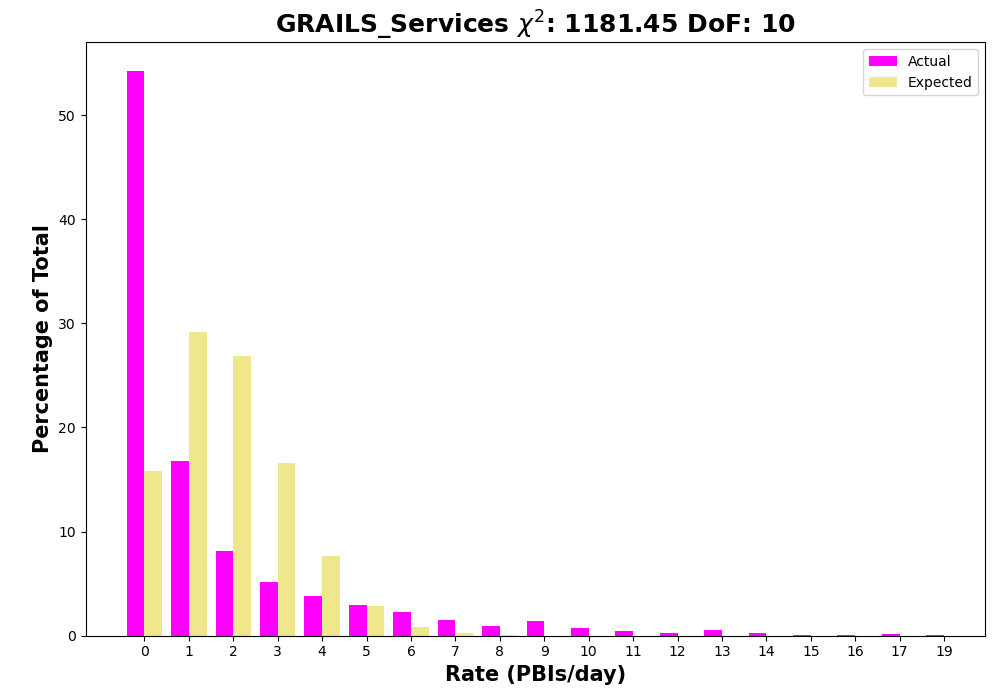 GRAILS_Services χ²: 1181.45 DoF: 10
Actual
Expected
Percentage of Total
50
40
30
20
10
0
0 1 2 3 4 5 6 7 8 9 10 11 12 13 14 15 16 17 19
Rate (PBIs/day)